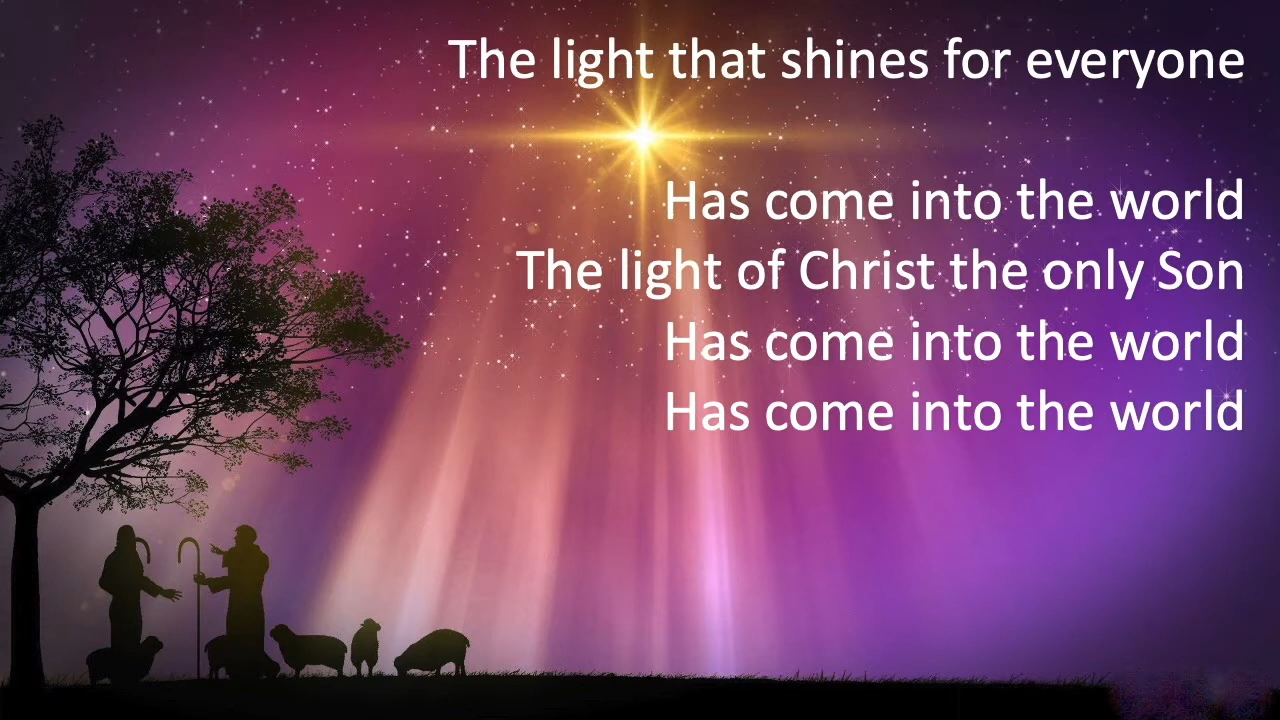 The light that shines for everyone
Has come into the world
The light of Christ the only Son
Has come into the world
Has come into the world